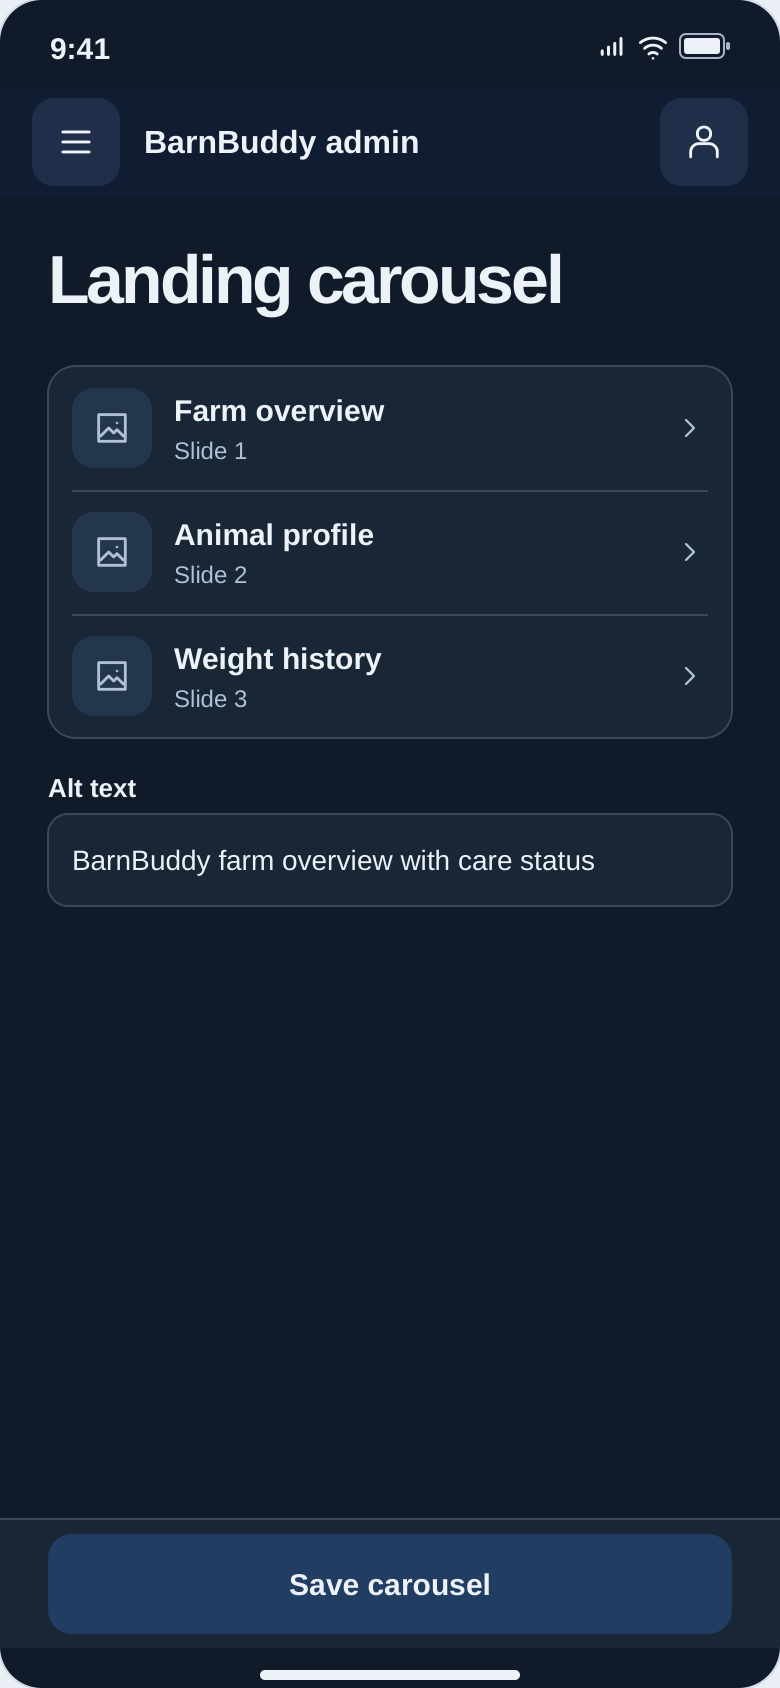 9:41
BarnBuddy admin
Landing carousel
Farm overview
Slide 1
Animal profile
Slide 2
Weight history
Slide 3
Alt text
BarnBuddy farm overview with care status
Save carousel